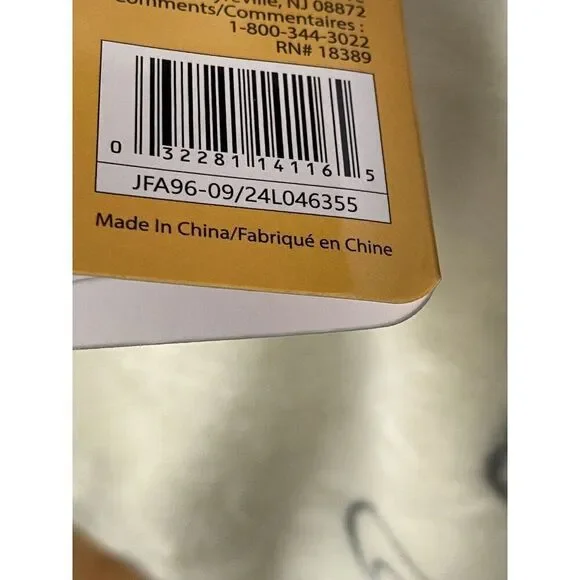 eville, NJ 08872
Comments/Commentaires :
1-800-344-3022
RN# 18389
0 32281 14116 5
JFA96-09/24L046355
Made In China/Fabriqué en Chine